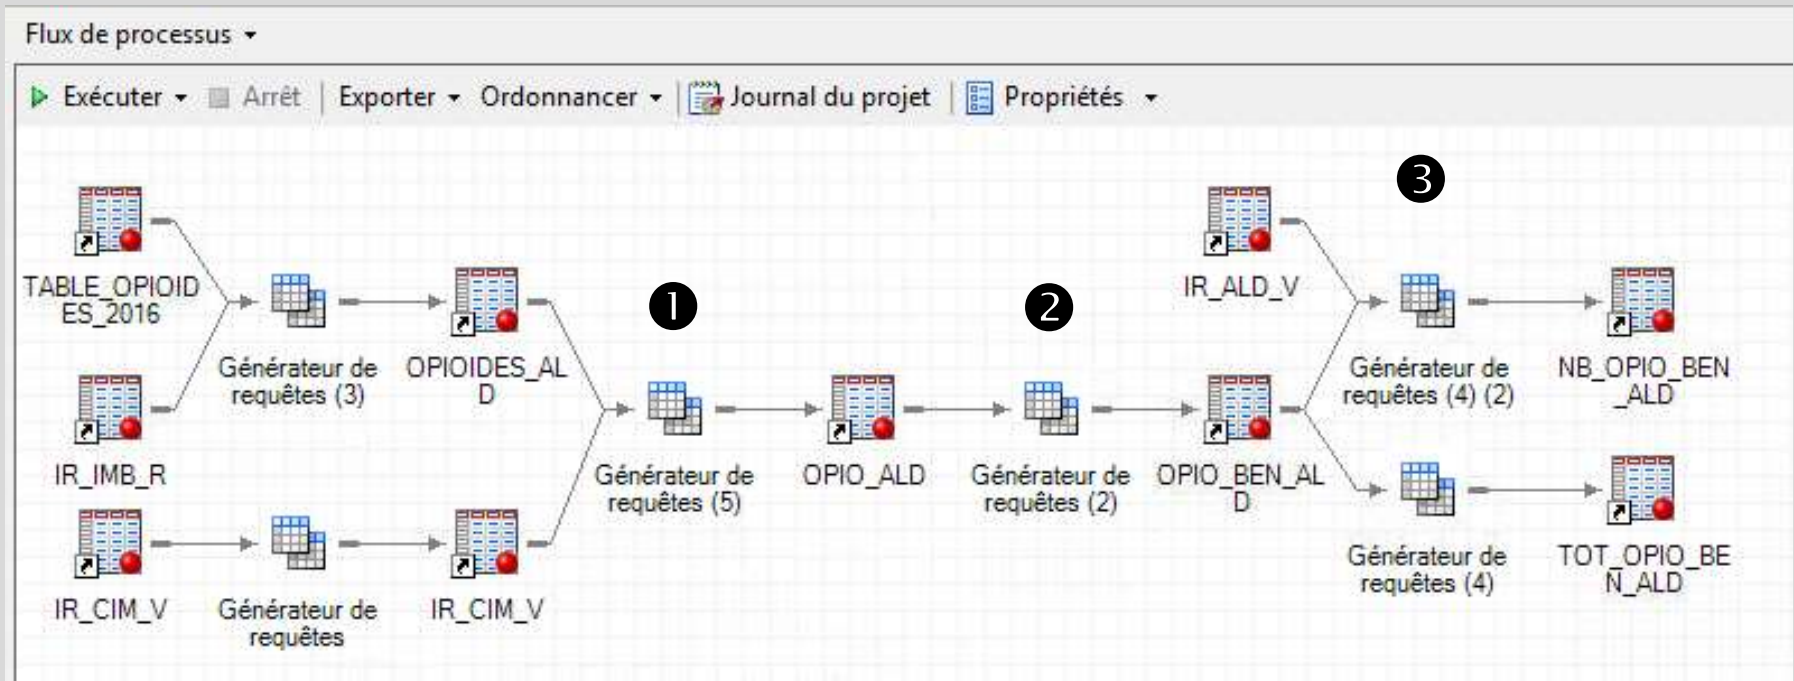 Flux de processus
Exécuter
Arrêt
Exporter
Ordonnancer
Journal du projet
Propriétés
3
TABLE_OPIOID
ES_2016
IR_ALD_V
1
2
Générateur de
requêtes (3)
OPIOIDES_AL
D
Générateur de
requêtes (4) (2)
NB_OPIO_BEN
_ALD
IR_IMB_R
Générateur de
requêtes (5)
OPIO_ALD
Générateur de
requêtes (2)
OPIO_BEN_AL
D
Générateur de
requêtes (4)
TOT_OPIO_BE
N_ALD
IR_CIM_V
Générateur de
requêtes
IR_CIM_V